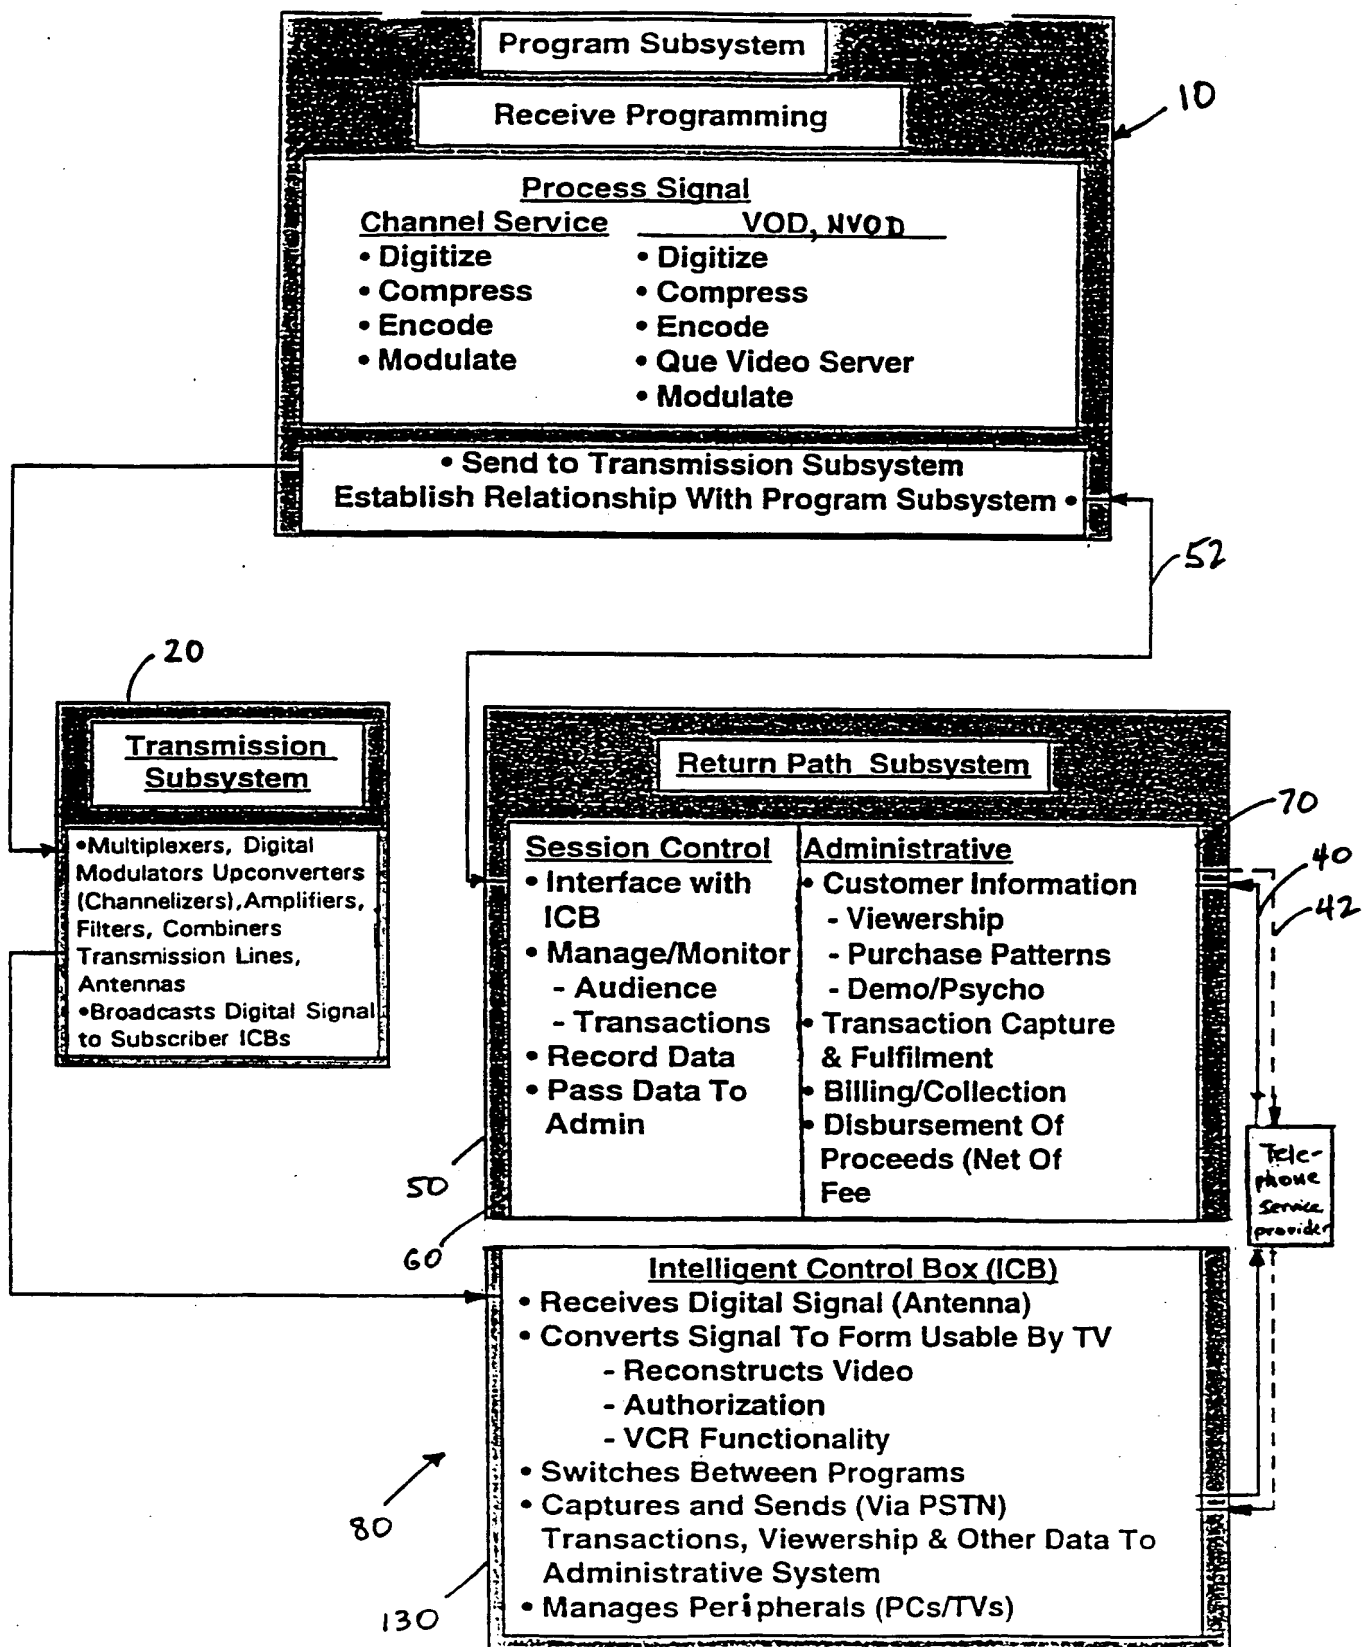 Program Subsystem
Receive Programming
10
Process Signal
Channel Service
• Digitize
• Compress
• Encode
• Modulate
VOD, NVOD
• Digitize
• Compress
• Encode
• Que Video Server
• Modulate
• Send to Transmission Subsystem
Establish Relationship With Program Subsystem •
52
20
Transmission
Subsystem
•Multiplexers, Digital
Modulators Upconverters
(Channelizers),Amplifiers,
Filters, Combiners
Transmission Lines,
Antennas
•Broadcasts Digital Signal
to Subscriber ICBs
Return Path Subsystem
70
40
42
Session Control
• Interface with
ICB
• Manage/Monitor
- Audience
- Transactions
• Record Data
• Pass Data To
Admin
Administrative
• Customer Information
- Viewership
- Purchase Patterns
- Demo/Psycho
• Transaction Capture
& Fulfilment
• Billing/Collection
• Disbursement Of
Proceeds (Net Of
Fee
50
60
Tele-
phone
service
provider
Intelligent Control Box (ICB)
• Receives Digital Signal (Antenna)
• Converts Signal To Form Usable By TV
- Reconstructs Video
- Authorization
- VCR Functionality
• Switches Between Programs
• Captures and Sends (Via PSTN)
Transactions, Viewership & Other Data To
Administrative System
• Manages Peripherals (PCs/TVs)
80
130